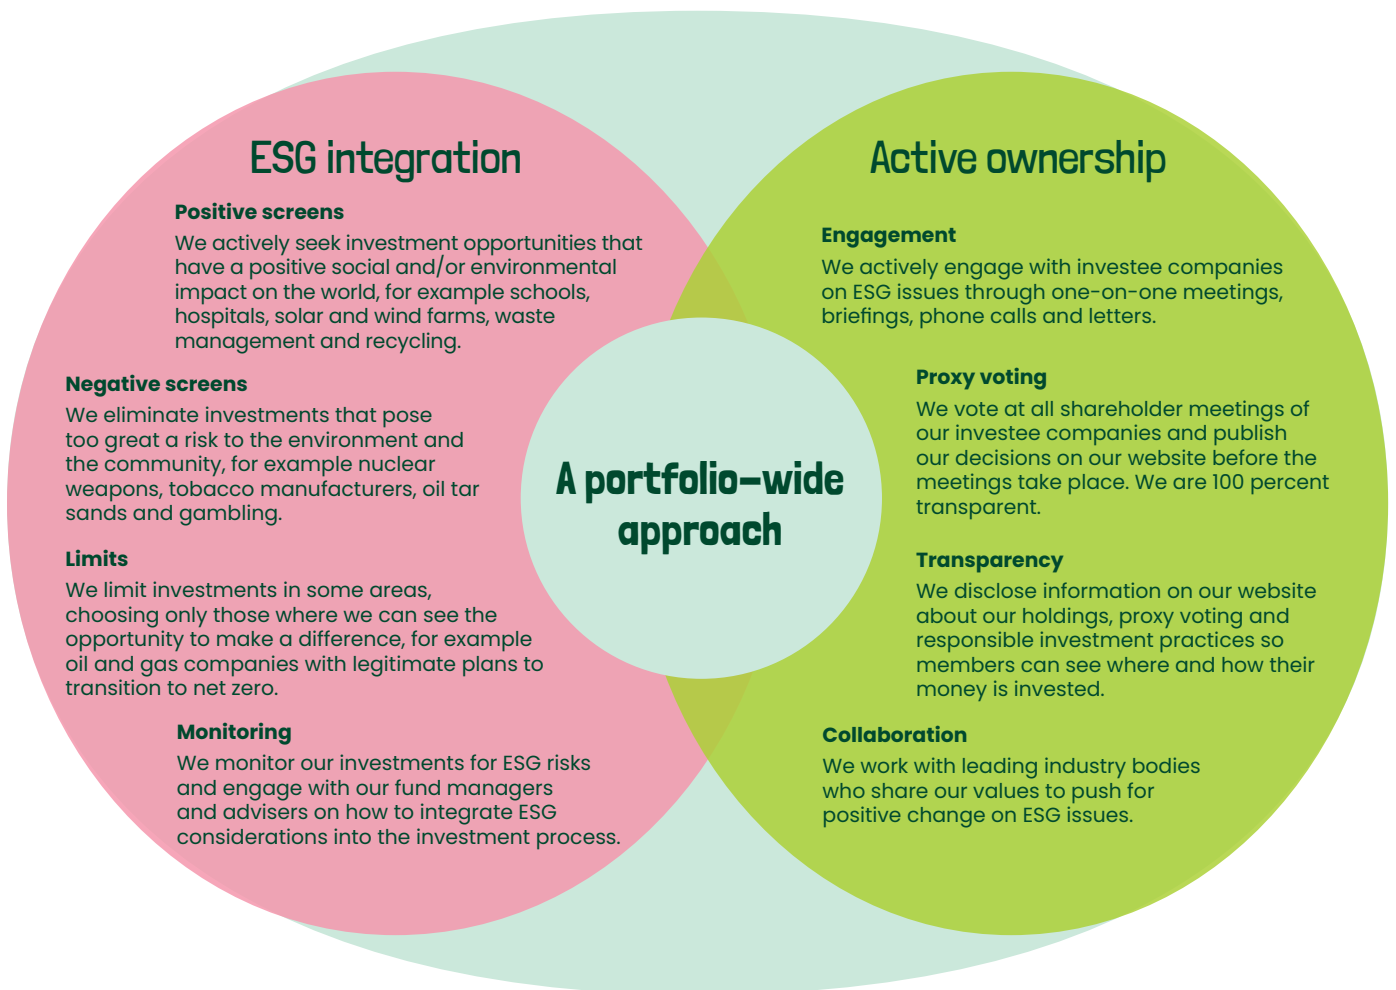 ESG integration
Positive screens
We actively seek investment opportunities that
have a positive social and/or environmental
impact on the world, for example schools,
hospitals, solar and wind farms, waste
management and recycling.
Negative screens
We eliminate investments that pose
too great a risk to the environment and
the community, for example nuclear
weapons, tobacco manufacturers, oil tar
sands and gambling.
Limits
We limit investments in some areas,
choosing only those where we can see the
opportunity to make a difference, for example
oil and gas companies with legitimate plans to
transition to net zero.
Monitoring
We monitor our investments for ESG risks
and engage with our fund managers
and advisers on how to integrate ESG
considerations into the investment process.
A portfolio-wide
approach
Active ownership
Engagement
We actively engage with investee companies
on ESG issues through one-on-one meetings,
briefings, phone calls and letters.
Proxy voting
We vote at all shareholder meetings of
our investee companies and publish
our decisions on our website before the
meetings take place. We are 100 percent
transparent.
Transparency
We disclose information on our website
about our holdings, proxy voting and
responsible investment practices so
members can see where and how their
money is invested.
Collaboration
We work with leading industry bodies
who share our values to push for
positive change on ESG issues.